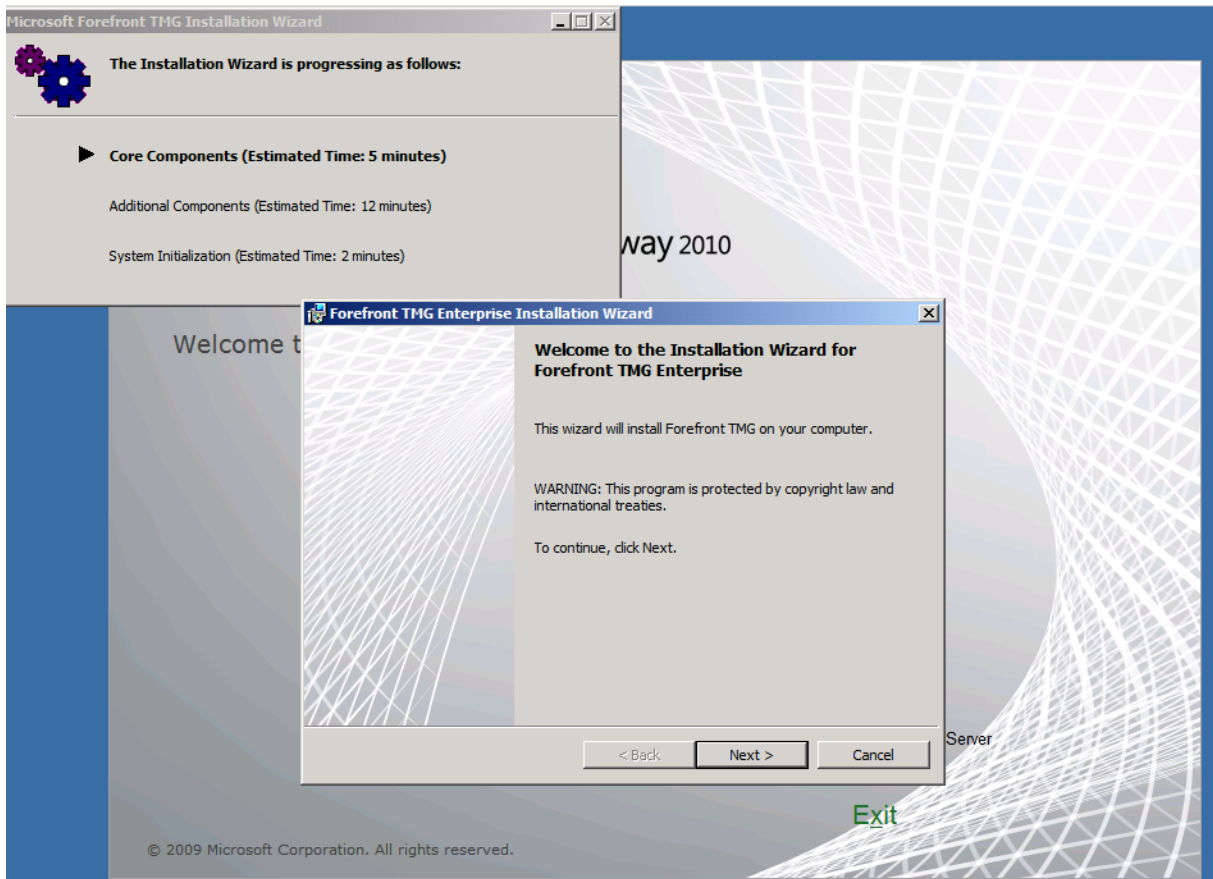 Microsoft Forefront TMG Installation Wizard
The Installation Wizard is progressing as follows:
Core Components (Estimated Time: 5 minutes)
Additional Components (Estimated Time: 12 minutes)
System Initialization (Estimated Time: 2 minutes)
way 2010
Welcome t
Forefront TMG Enterprise Installation Wizard
Welcome to the Installation Wizard for
Forefront TMG Enterprise
This wizard will install Forefront TMG on your computer.
WARNING: This program is protected by copyright law and
international treaties.
To continue, click Next.
< Back
Next >
Cancel
Server
Exit
© 2009 Microsoft Corporation. All rights reserved.